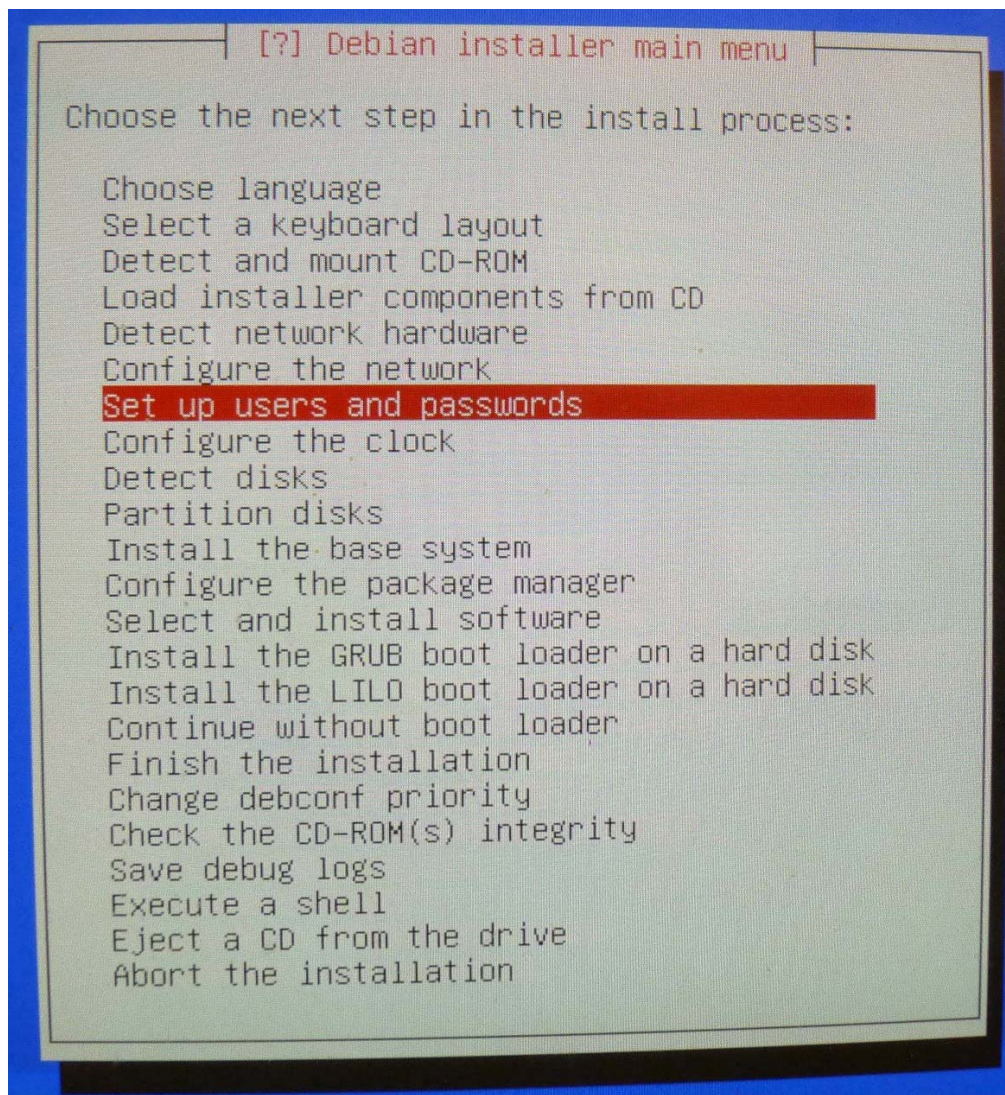 [?] Debian installer main menu
Choose the next step in the install process:
Choose language
Select a keyboard layout
Detect and mount CD-ROM
Load installer components from CD
Detect network hardware
Configure the network
Set up users and passwords
Configure the clock
Detect disks
Partition disks
Install the base system
Configure the package manager
Select and install software
Install the GRUB boot loader on a hard disk
Install the LILO boot loader on a hard disk
Continue without boot loader
Finish the installation
Change debconf priority
Check the CD-ROM(s) integrity
Save debug logs
Execute a shell
Eject a CD from the drive
Abort the installation